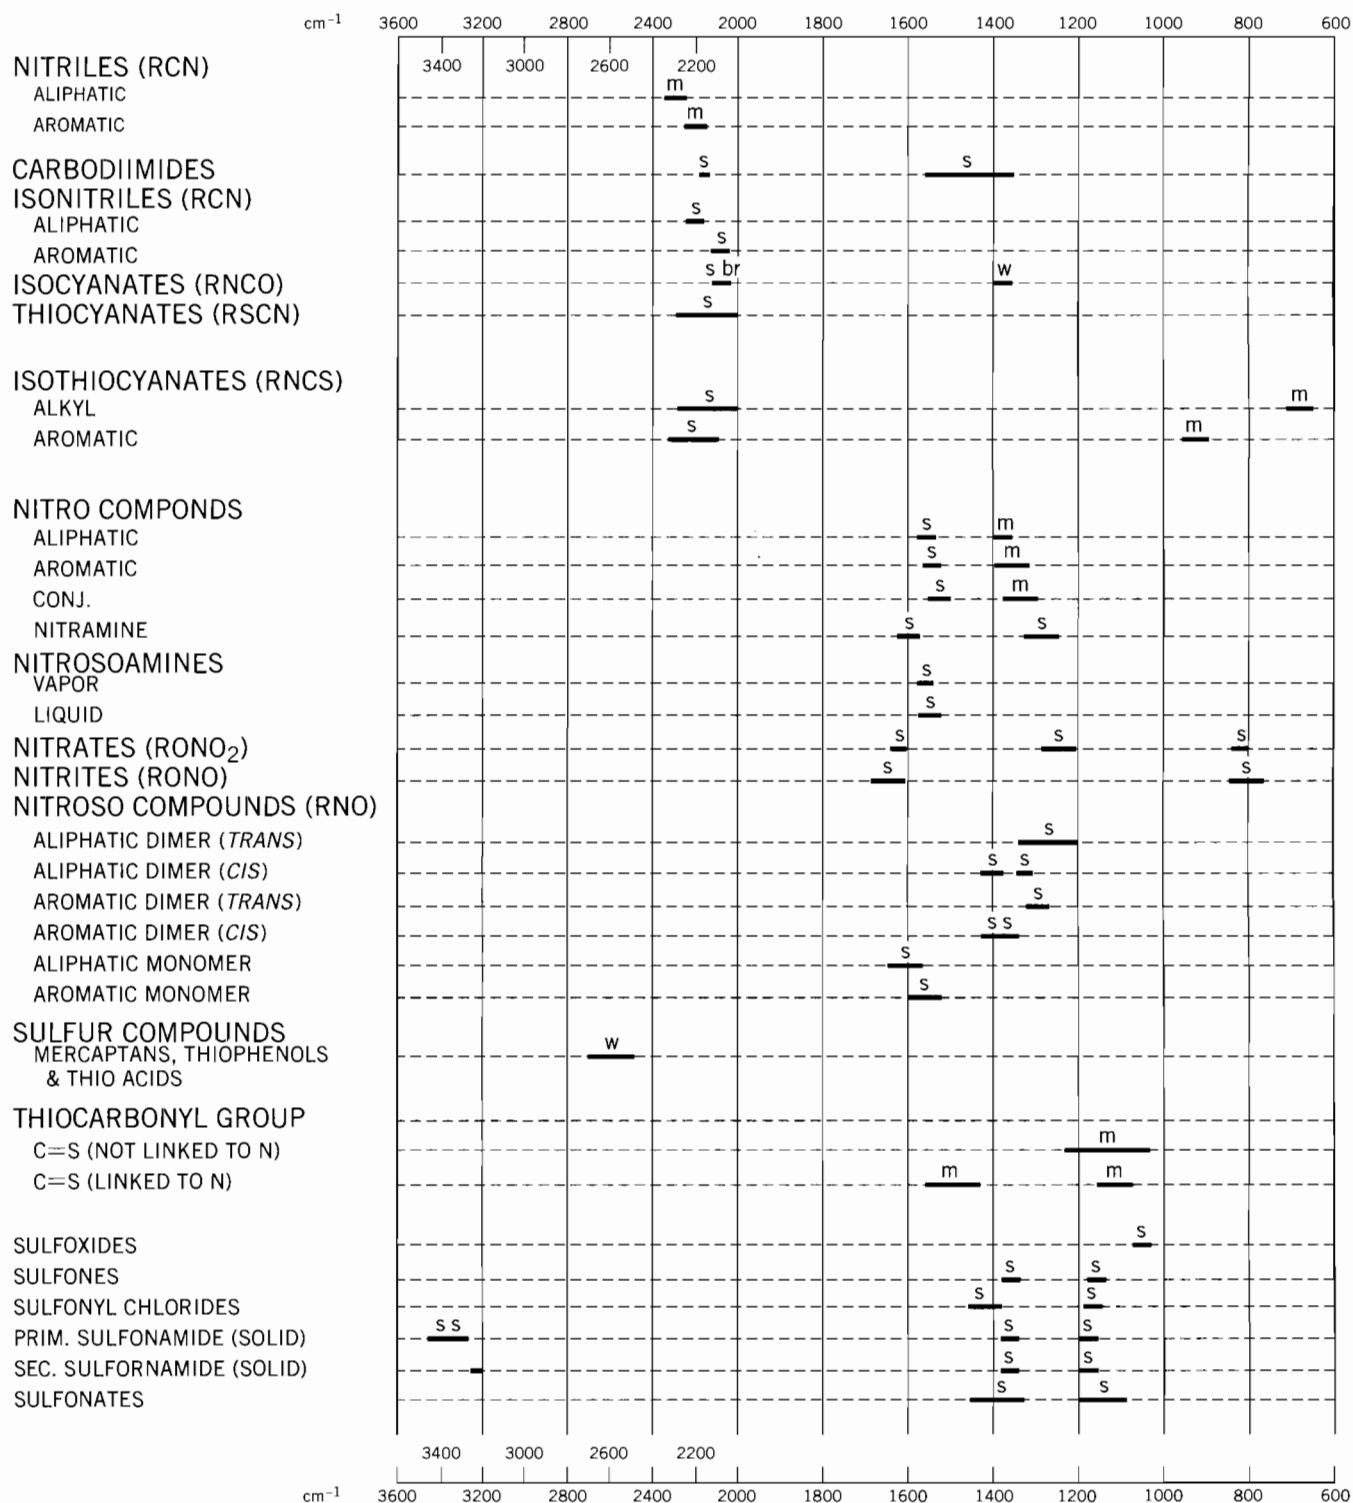 cm⁻¹ 3600 3200 2800 2400 2000 1800 1600 1400 1200 1000 800 600
3400 3000 2600 2200
NITRILES (RCN)
m
ALIPHATIC
m
AROMATIC
s s
CARBODIIMIDES
ISONITRILES (RCN)
s
ALIPHATIC
s
AROMATIC
s br w
ISOCYANATES (RNCO)
s
THIOCYANATES (RSCN)
ISOTHIOCYANATES (RNCS)
s m
ALKYL
s m
AROMATIC
NITRO COMPONDS
s m
ALIPHATIC
s m
AROMATIC
s m
CONJ.
s s
NITRAMINE
NITROSOAMINES
s
VAPOR
s
LIQUID
s s s
NITRATES (RONO₂)
s s
NITRITES (RONO)
NITROSO COMPOUNDS (RNO)
s
ALIPHATIC DIMER (TRANS)
s s
ALIPHATIC DIMER (CIS)
s
AROMATIC DIMER (TRANS)
s s
AROMATIC DIMER (CIS)
s
ALIPHATIC MONOMER
s
AROMATIC MONOMER
SULFUR COMPOUNDS
w
MERCAPTANS, THIOPHENOLS
& THIO ACIDS
THIOCARBONYL GROUP
m
C=S (NOT LINKED TO N)
m m
C=S (LINKED TO N)
s
SULFOXIDES
s s
SULFONES
s s
SULFONYL CHLORIDES
s s s s
PRIM. SULFONAMIDE (SOLID)
s s
SEC. SULFORNAMIDE (SOLID)
s s
SULFONATES
3400 3000 2600 2200
cm⁻¹ 3600 3200 2800 2400 2000 1800 1600 1400 1200 1000 800 600